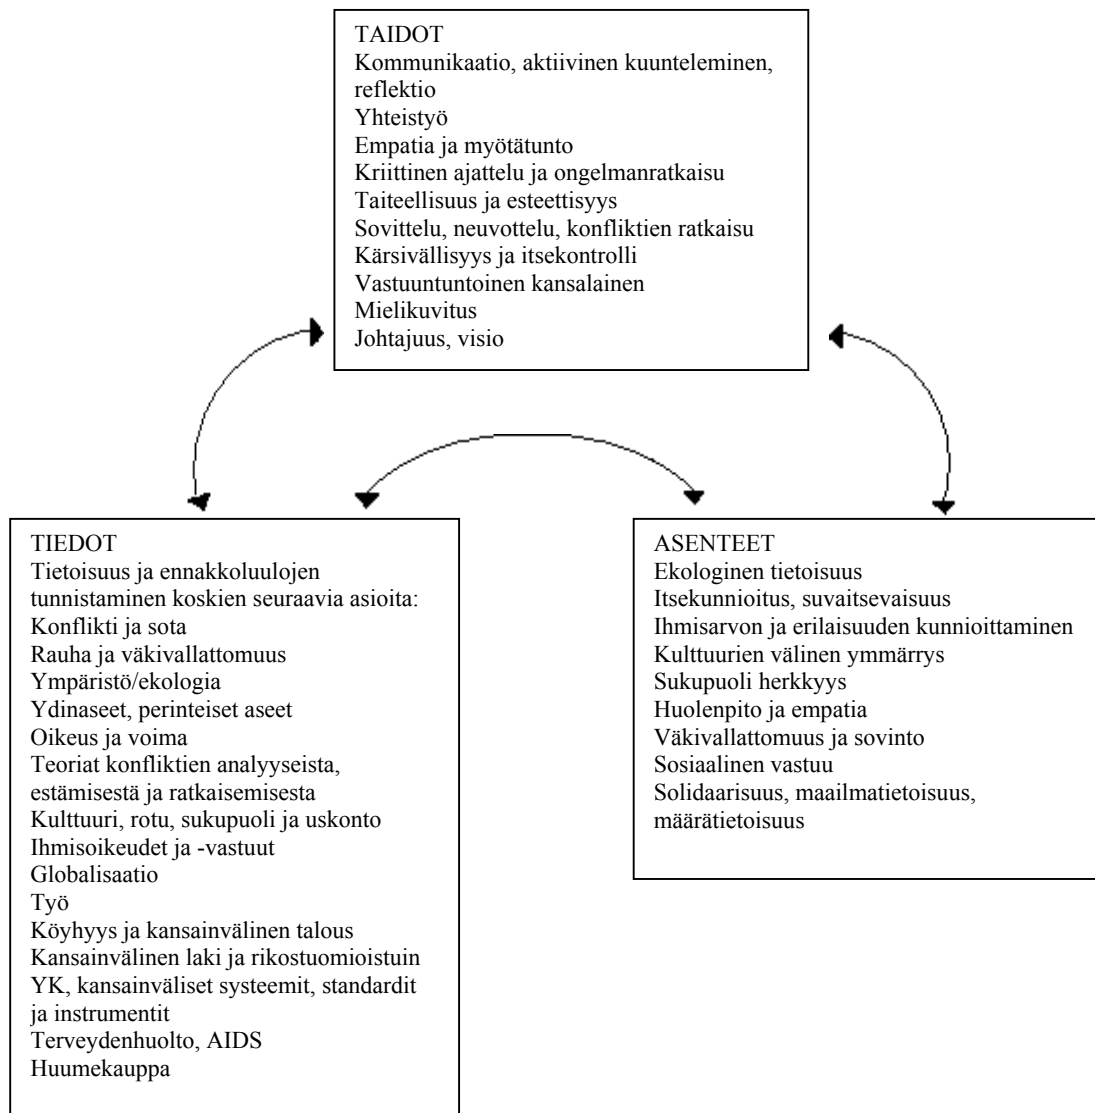 TAIDOT
Kommunikaatio, aktiivinen kuunteleminen,
reflektio
Yhteistyö
Empatia ja myötätunto
Kriittinen ajattelu ja ongelmanratkaisu
Taiteellisuus ja esteettisyys
Sovittelu, neuvottelu, konfliktien ratkaisu
Kärsivällisyys ja itsekontrolli
Vastuuntuntoinen kansalainen
Mielikuvitus
Johtajuus, visio
TIEDOT
Tietoisuus ja ennakkoluulojen
tunnistaminen koskien seuraavia asioita:
Konflikti ja sota
Rauha ja väkivallattomuus
Ympäristö/ekologia
Ydinaseet, perinteiset aseet
Oikeus ja voima
Teoriat konfliktien analyyseista,
estämisestä ja ratkaisemisesta
Kulttuuri, rotu, sukupuoli ja uskonto
Ihmisoikeudet ja -vastuut
Globalisaatio
Työ
Köyhyys ja kansainvälinen talous
Kansainvälinen laki ja rikostuomioistuin
YK, kansainväliset systeemit, standardit
ja instrumentit
Terveydenhuolto, AIDS
Huumekauppa
ASENTEET
Ekologinen tietoisuus
Itsekunnioitus, suvaitsevaisuus
Ihmisarvon ja erilaisuuden kunnioittaminen
Kulttuurien välinen ymmärrys
Sukupuoli herkkyys
Huolenpito ja empatia
Väkivallattomuus ja sovinto
Sosiaalinen vastuu
Solidaarisuus, maailmatietoisuus,
määrätietoisuus